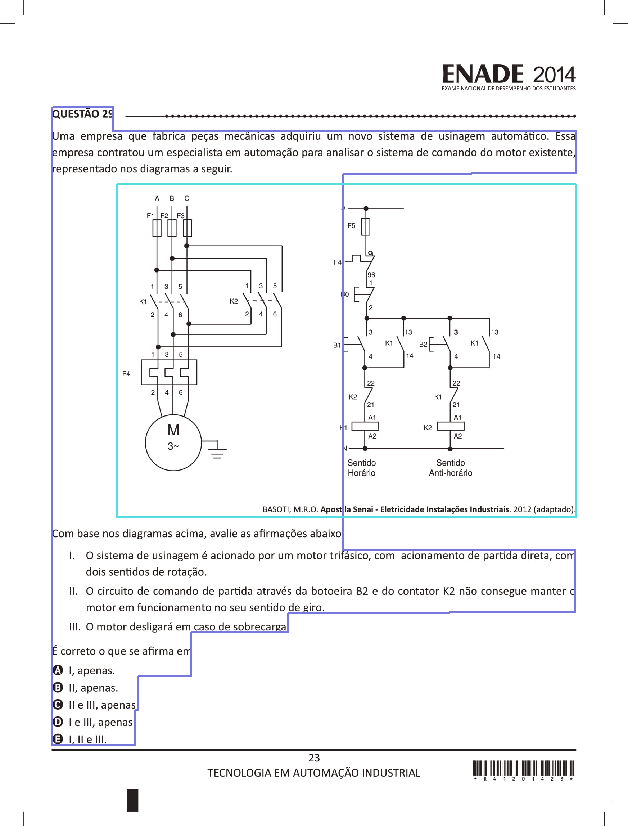 ENADE 2014
EXAME NACIONAL DE DESEMPENHO DOS ESTUDANTES
QUESTÃO 29
Uma empresa que fabrica peças mecânicas adquiriu um novo sistema de usinagem automático. Essa
empresa contratou um especialista em automação para analisar o sistema de comando do motor existente,
representado nos diagramas a seguir.
A B C
F1 F2 F3
1 3 5
K1
2 4 6
1 3 5
K2
2 4 6
1 3 5
F4
2 4 6
M
3~
F5
98
1
2
3
13
B1
K1
4
14
3
13
B2
K1
4
14
22
K2
21
22
K1
21
A1
K1
A2
A1
K2
A2
N
Sentido
Horário
Sentido
Anti-horário
BASOTI, M.R.O. Apostila Senai - Eletricidade Instalações Industriais. 2012 (adaptado).
Com base nos diagramas acima, avalie as afirmações abaixo
I. O sistema de usinagem é acionado por um motor trifásico, com acionamento de partida direta, com
dois sentidos de rotação.
II. O circuito de comando de partida através da botoeira B2 e do contator K2 não consegue manter o
motor em funcionamento no seu sentido de giro.
III. O motor desligará em caso de sobrecarga
É correto o que se afirma em
A I, apenas.
B II, apenas.
C II e III, apenas
D I e III, apenas
E I, II e III.
23
TECNOLOGIA EM AUTOMAÇÃO INDUSTRIAL